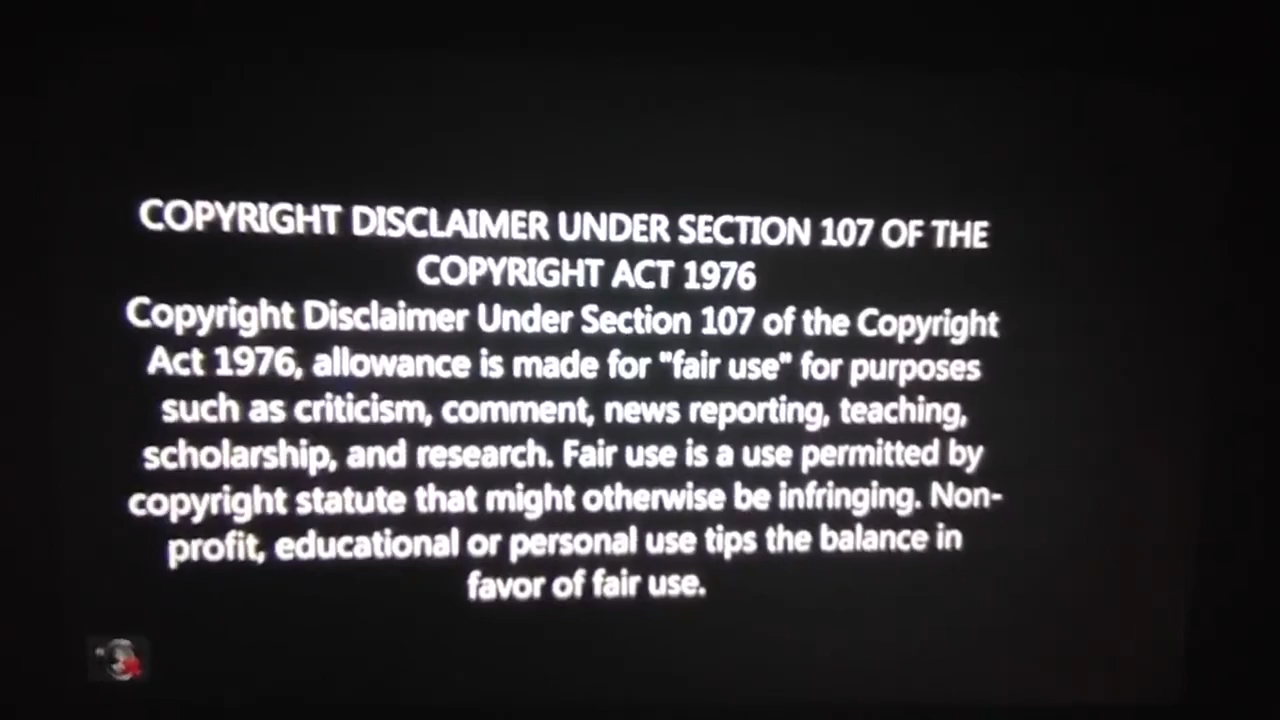 COPYRIGHT DISCLAIMER UNDER SECTION 107 OF THE
COPYRIGHT ACT 1976
Copyright Disclaimer Under Section 107 of the Copyright
Act 1976, allowance is made for "fair use" for purposes
such as criticism, comment, news reporting, teaching,
scholarship, and research. Fair use is a use permitted by
copyright statute that might otherwise be infringing. Non-
profit, educational or personal use tips the balance in
favor of fair use.